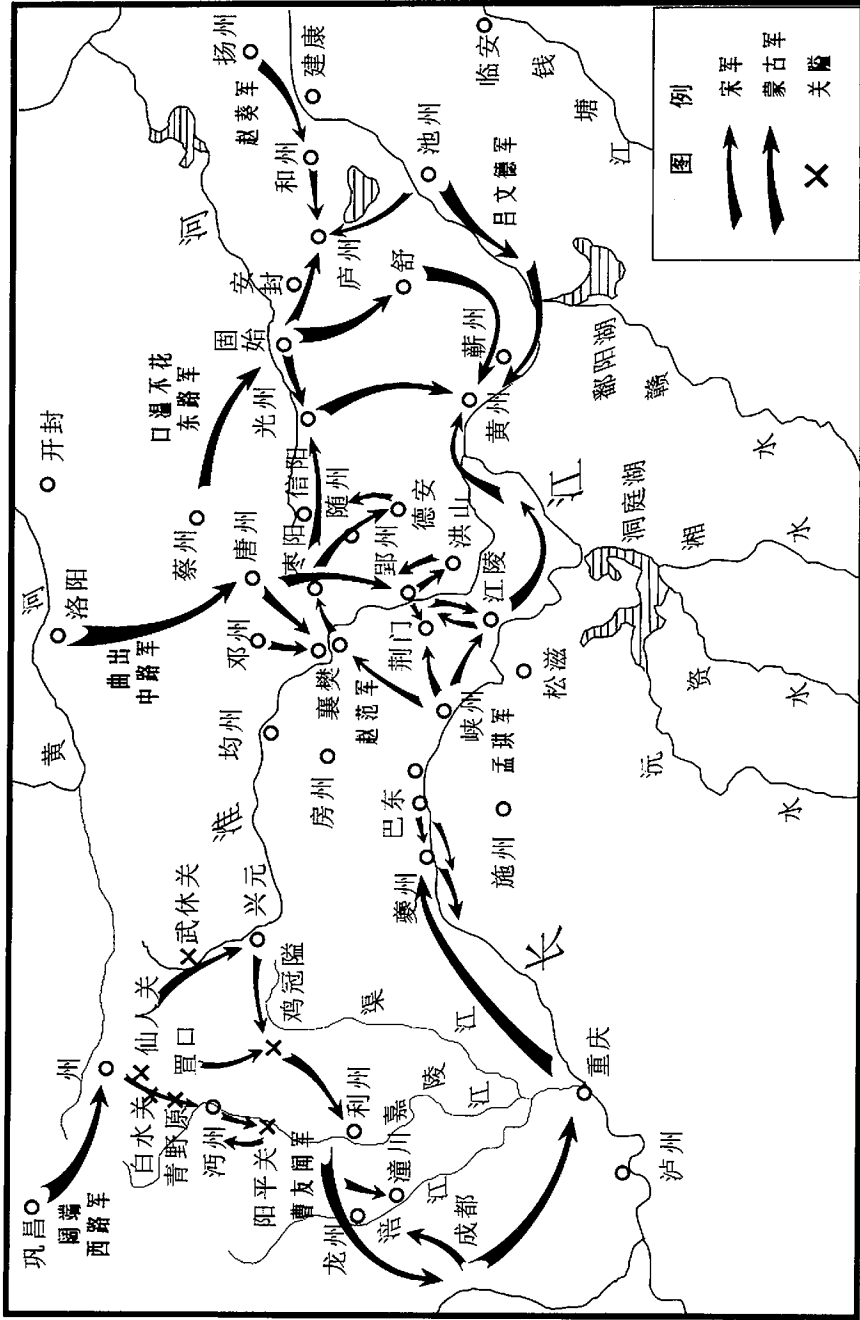 图 例
宋军
蒙古军
关隘
巩昌
阔端
西路军
州
仙人关
白水关
青野原
沔州
置口
武休关
兴元
鸡冠隘
阳平关
曹友闻军
利州
龙州
潼川
涪
江
成都
嘉
陵
江
渠
江
重庆
泸州
长
江
夔州
巴东
施州
房州
均州
淮
河
黄
河
洛阳
曲出
中路军
开封
蔡州
唐州
邓州
襄樊
赵范军
枣阳
信阳
随州
郢州
德安
洪山
荆门
江陵
峡州
孟珙军
松滋
口温不花
东路军
光州
固始
安封
庐州
舒
蕲州
黄州
和州
赵葵军
扬州
建康
池州
吕文德军
临安
钱
塘
江
鄱阳湖
赣
水
洞庭湖
湘
水
资
水
沅
水